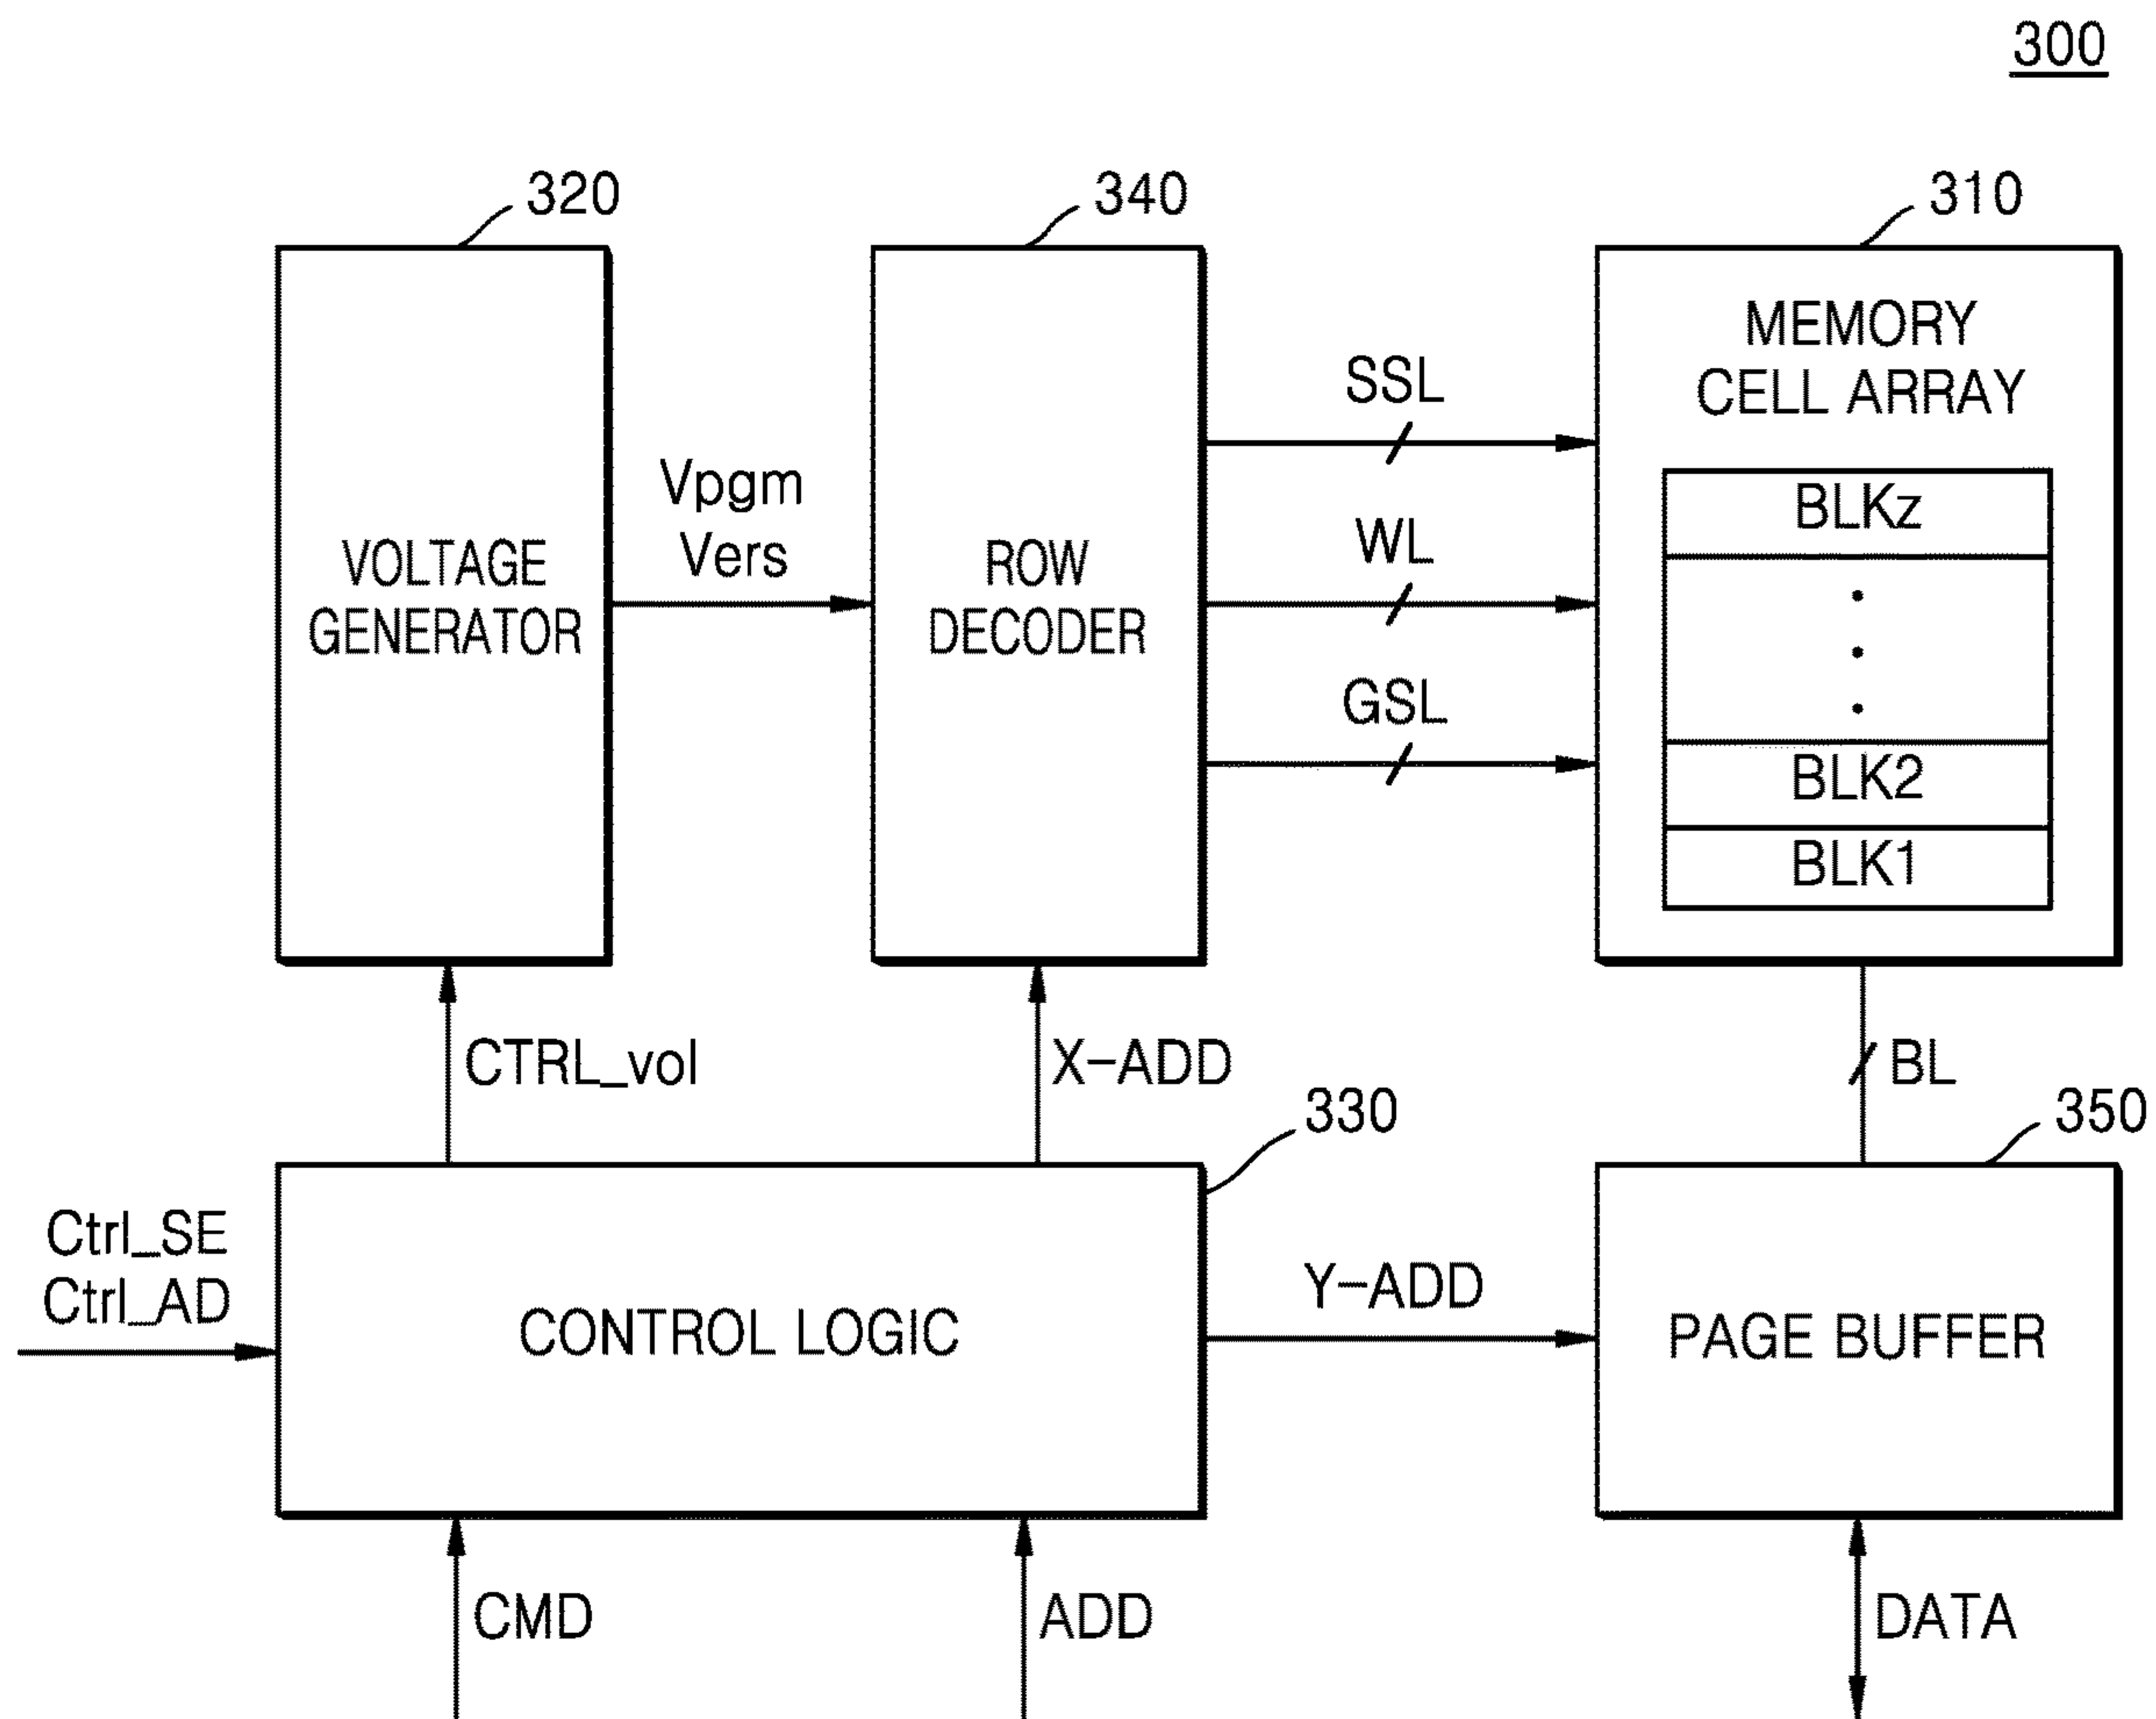 300
320
340
310
VOLTAGE
GENERATOR
Vpgm
Vers
ROW
DECODER
SSL
WL
GSL
MEMORY
CELL ARRAY
BLKz
BLK2
BLK1
CTRL_vol
X-ADD
BL
330
350
Ctrl_SE
Ctrl_AD
CONTROL LOGIC
Y-ADD
PAGE BUFFER
CMD
ADD
DATA